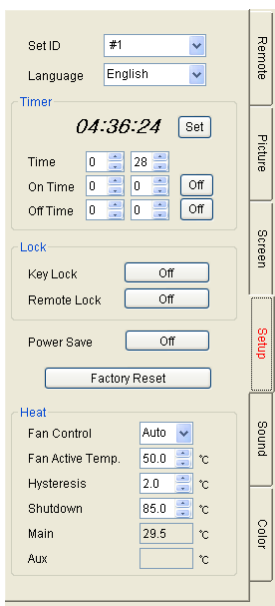 Set ID #1
Language English
Timer
04:36:24 Set
Time 0 28
On Time 0 0 Off
Off Time 0 0 Off
Lock
Key Lock Off
Remote Lock Off
Power Save Off
Factory Reset
Heat
Fan Control Auto
Fan Active Temp. 50.0 °C
Hysteresis 2.0 °C
Shutdown 85.0 °C
Main 29.5 °C
Aux °C
Remote
Picture
Screen
Setup
Sound
Color